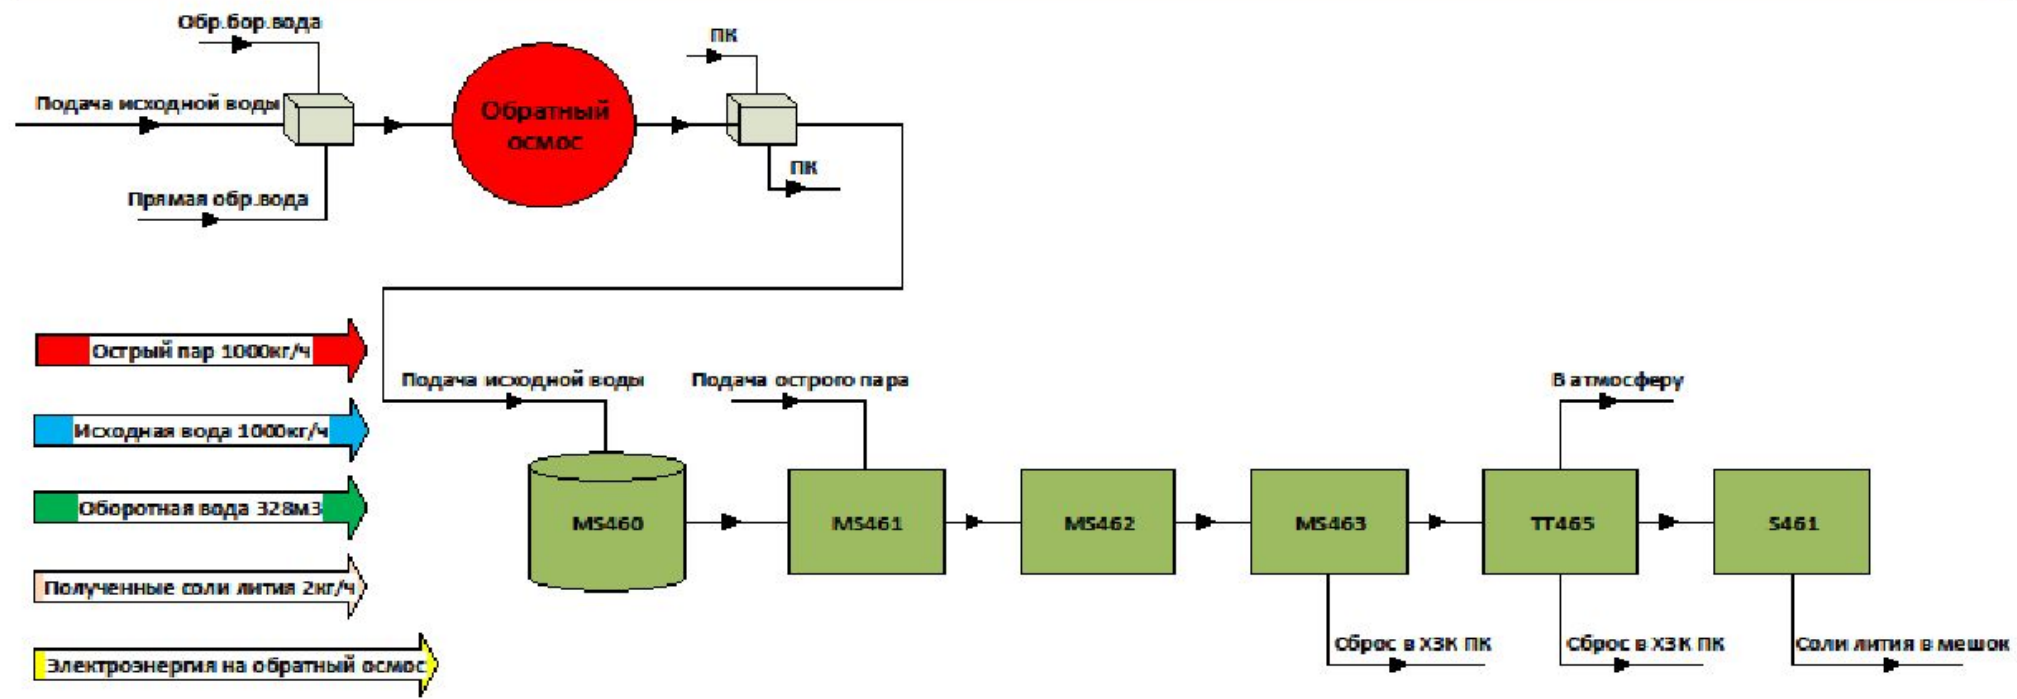 Обр.бор.вода
ПК
Подача исходной воды
Обратный
осмос
ПК
Прямая обр.вода
Острый пар 1000кг/ч
Подача исходной воды
Подача острого пара
В атмосферу
Исходная вода 1000кг/ч
Оборотная вода 328м3
MS460
MS461
MS462
MS463
TT465
S461
Полученные соли лития 2кг/ч
Электроэнергия на обратный осмос
Сброс в ХЗК ПК
Сброс в ХЗК ПК
Соли лития в мешок